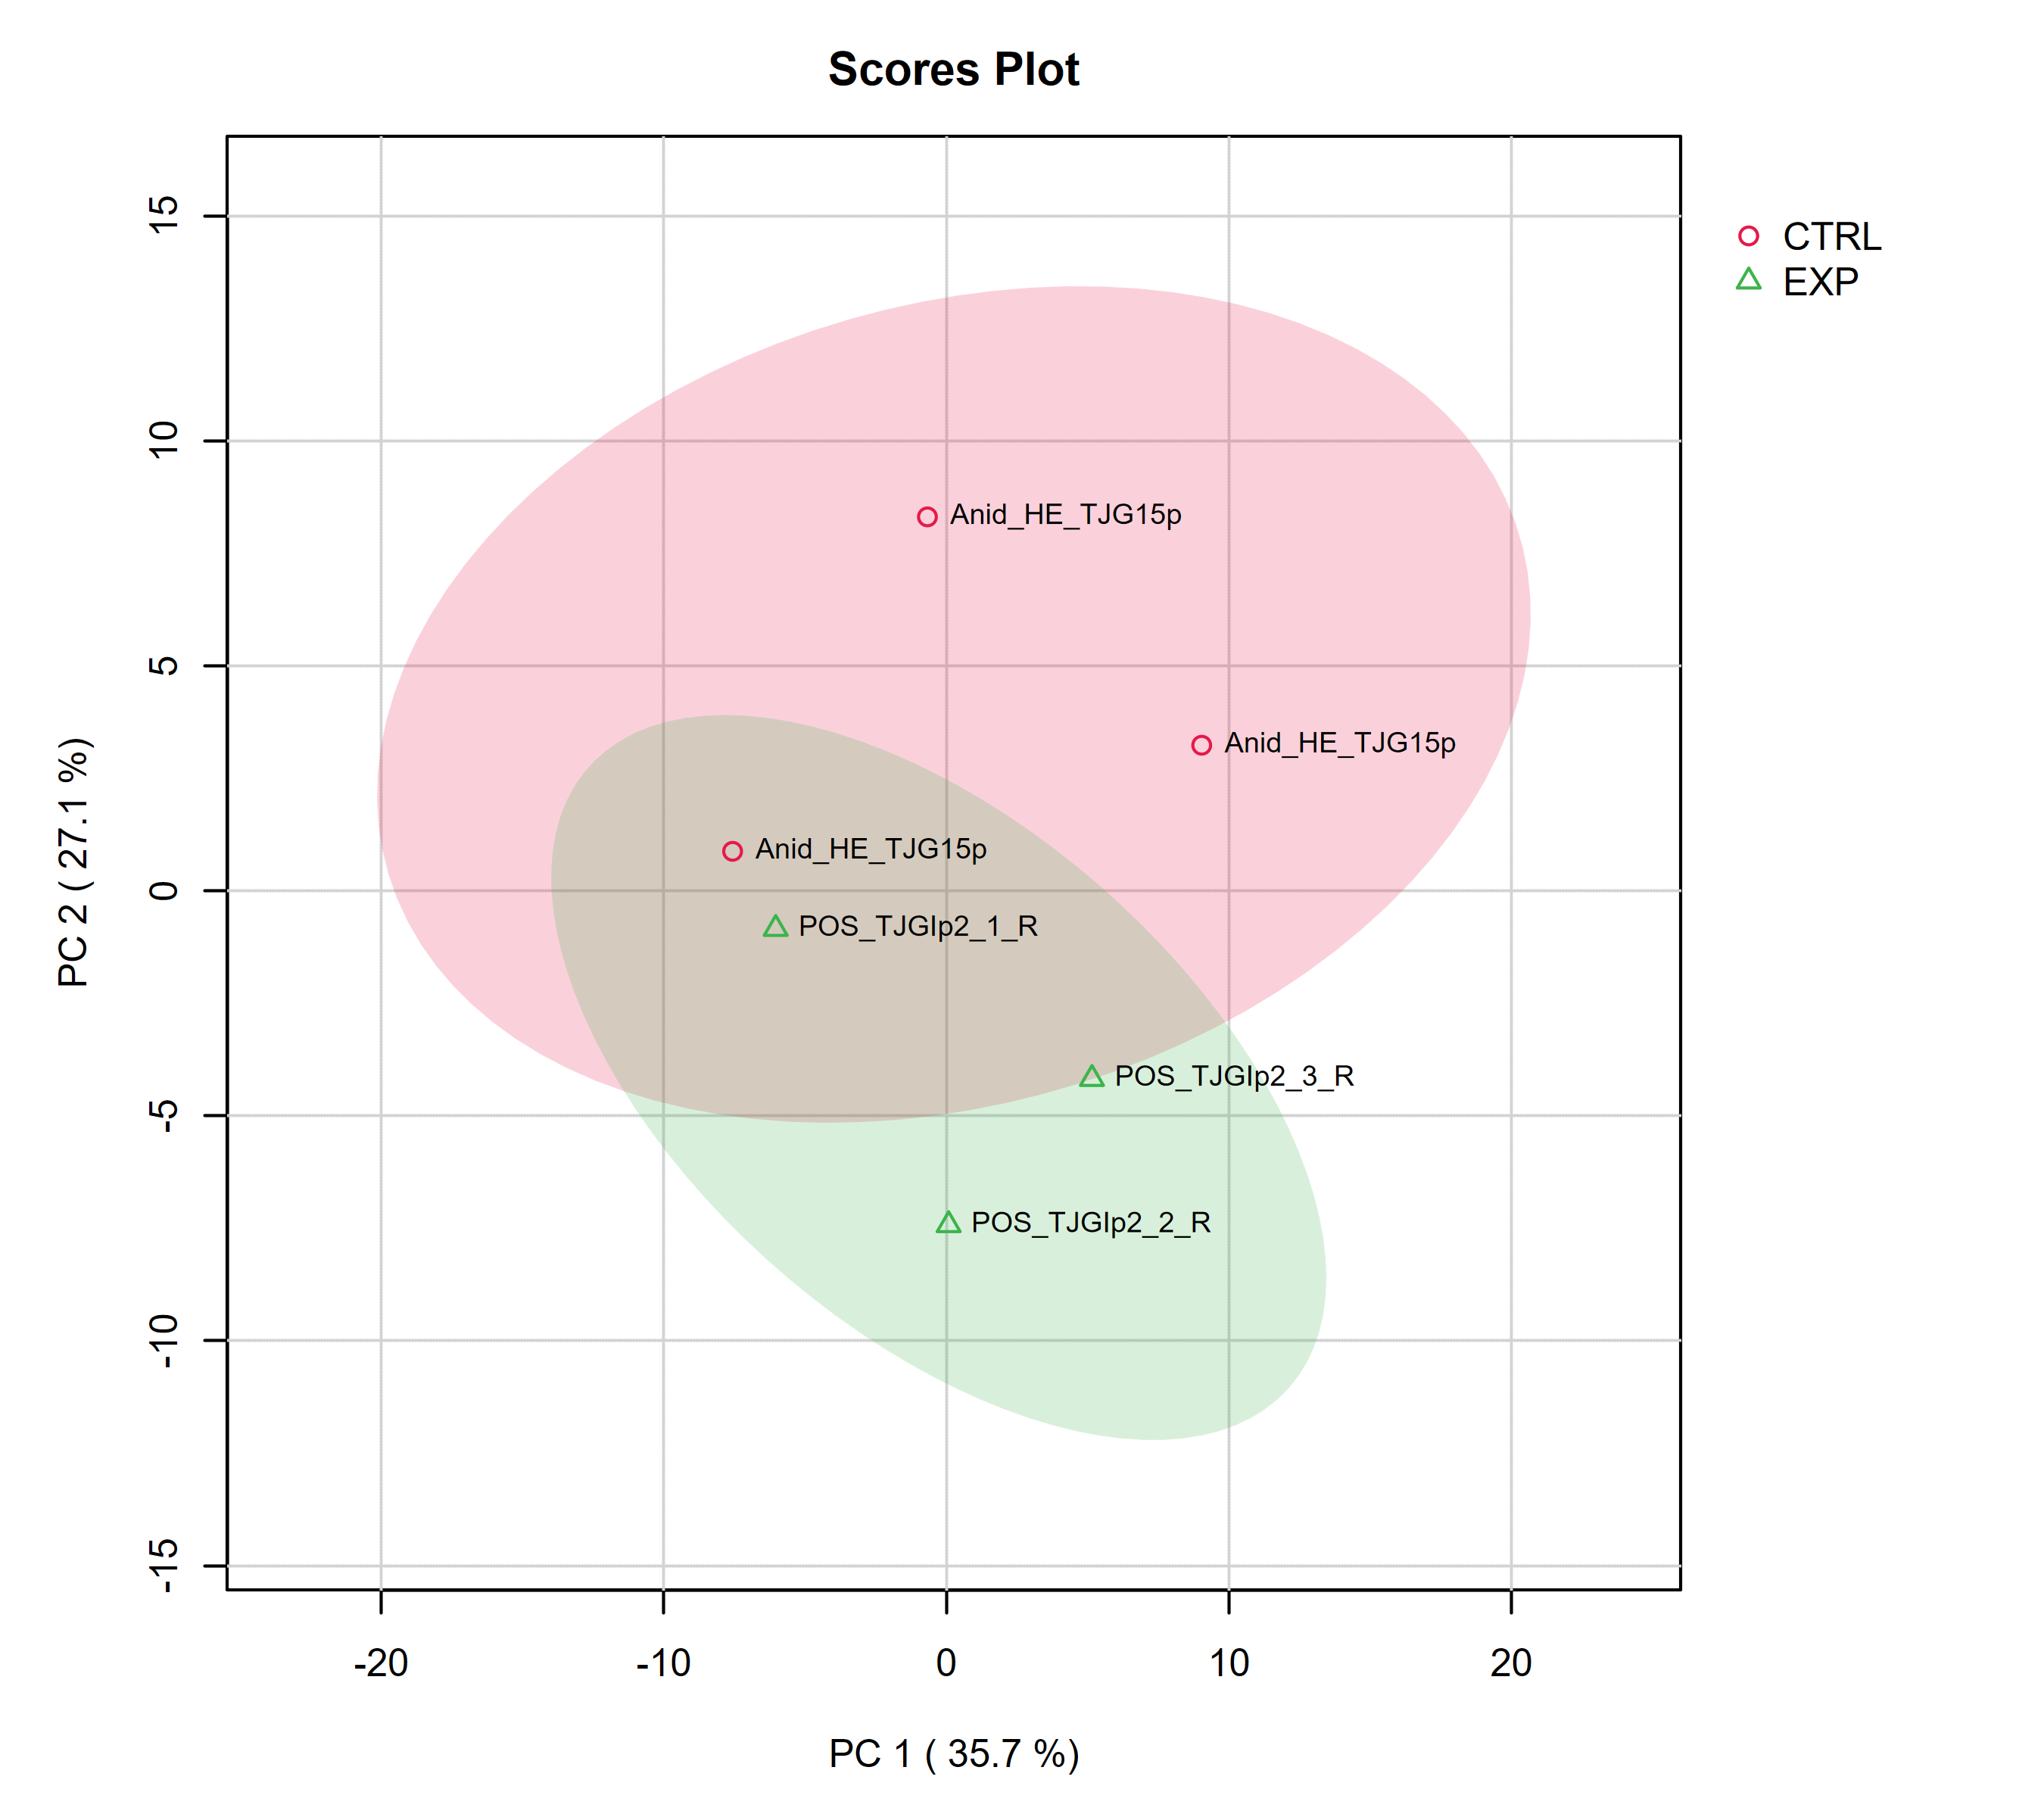 Scores Plot
CTRL
EXP
PC 2 ( 27.1 %)
15
10
5
0
-5
-10
-15
Anid_HE_TJG15p
Anid_HE_TJG15p
Anid_HE_TJG15p
POS_TJGIp2_1_R
POS_TJGIp2_3_R
POS_TJGIp2_2_R
-20 -10 0 10 20
PC 1 ( 35.7 %)